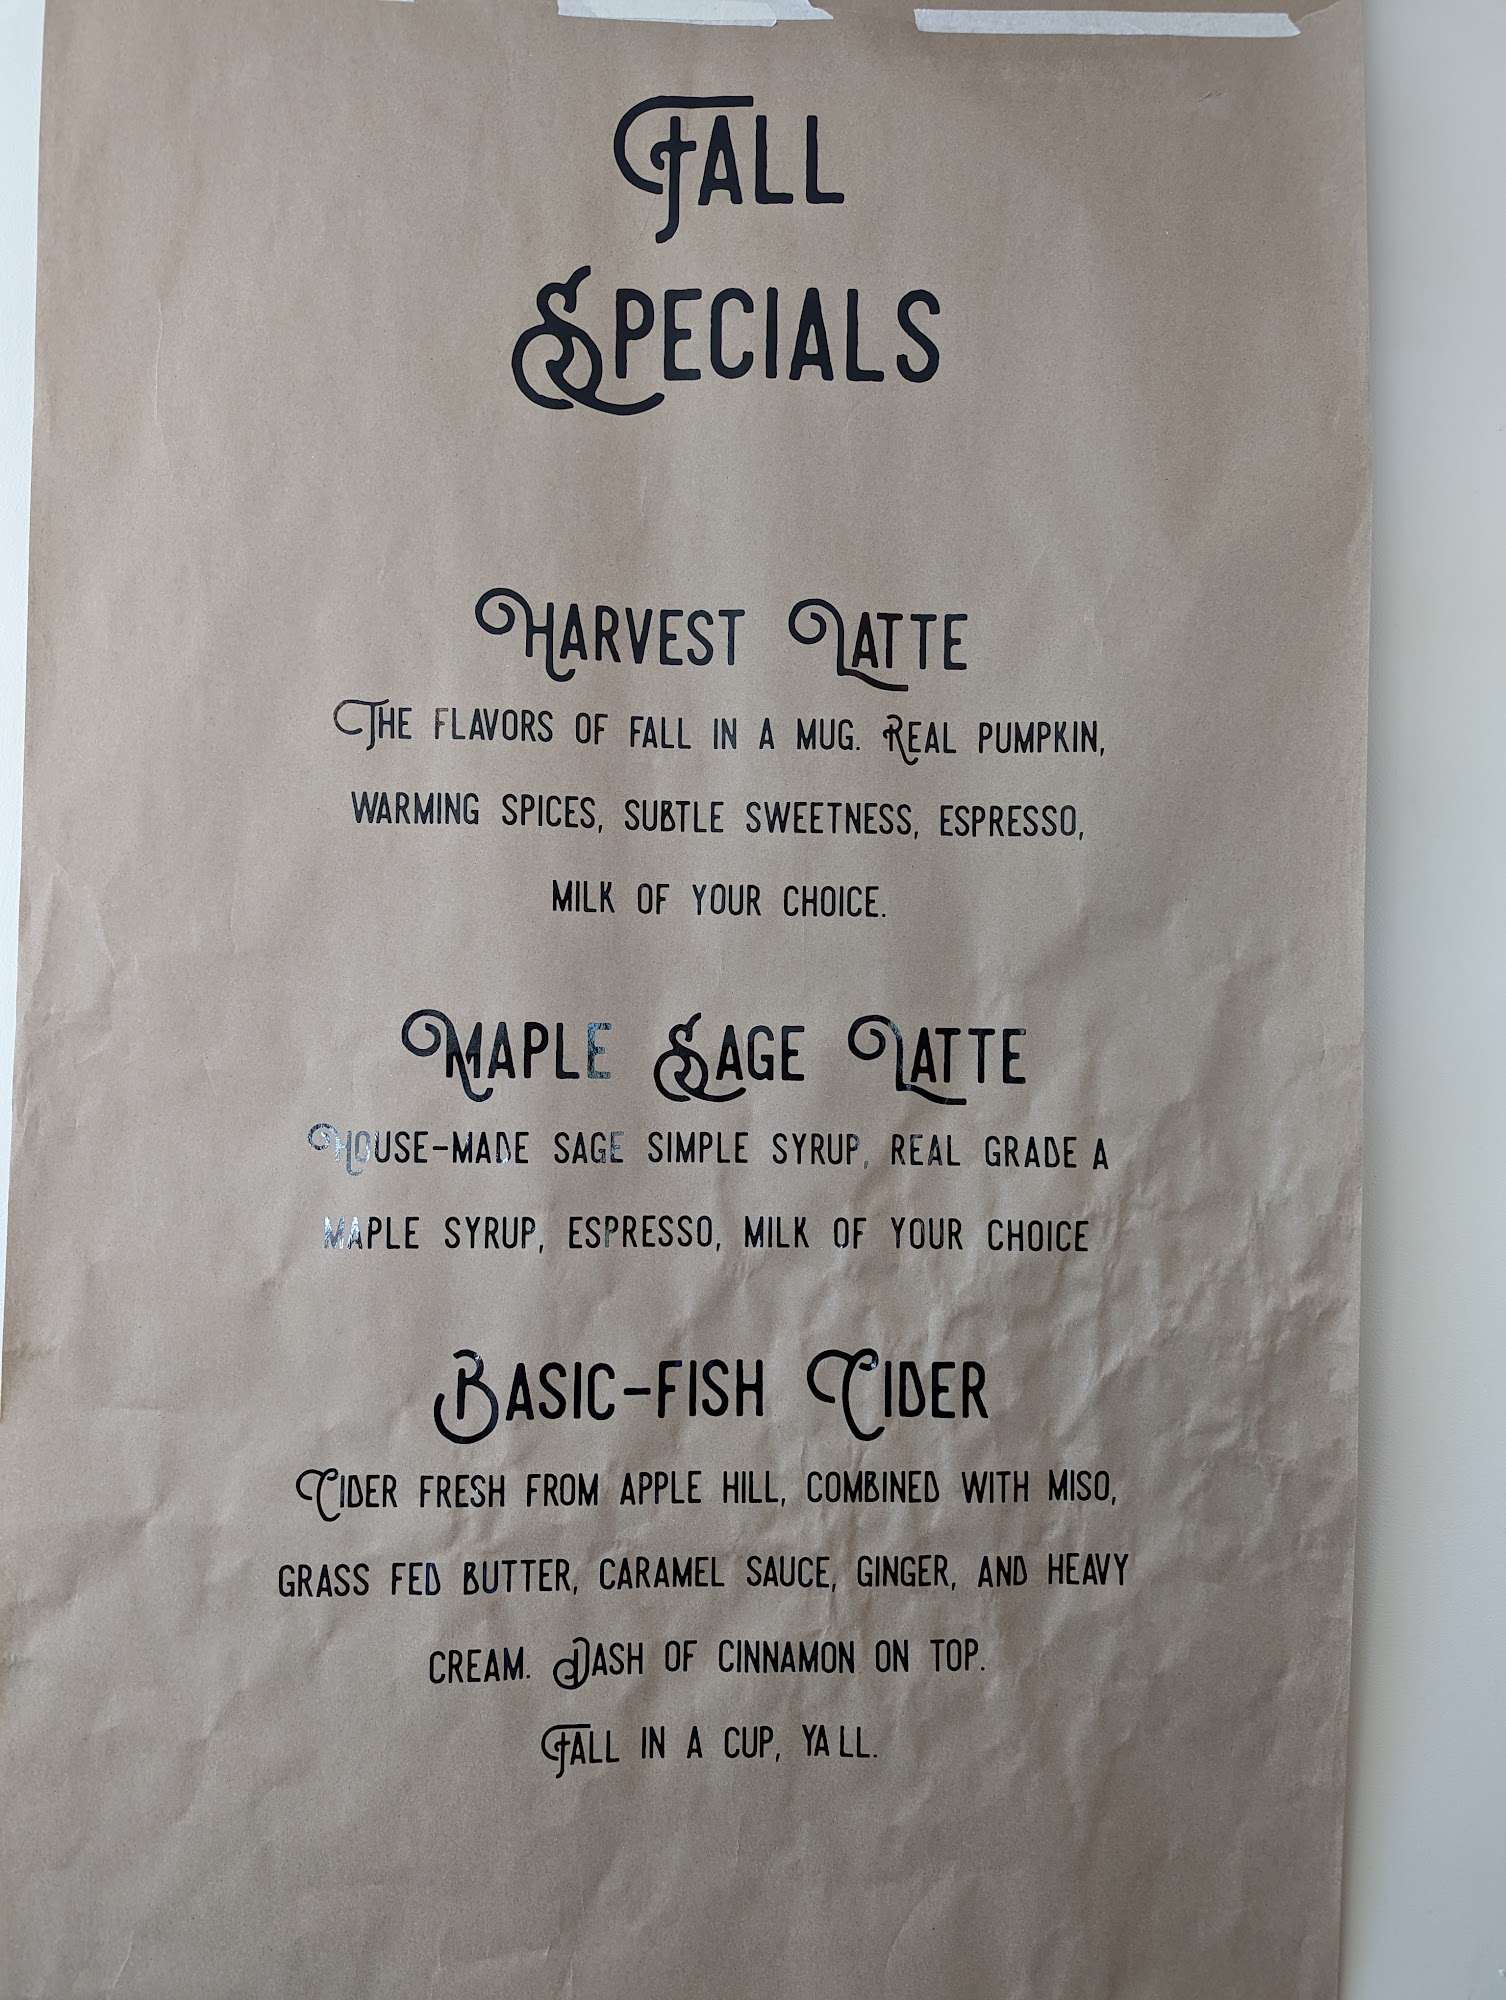 Fall
Specials
Harvest Latte
The flavors of fall in a mug. Real pumpkin,
warming spices, subtle sweetness, espresso,
milk of your choice.
Maple Sage Latte
House-made sage simple syrup, real Grade A
maple syrup, espresso, milk of your choice
Basic-fish Cider
Cider fresh from Apple Hill, combined with miso,
grass fed butter, caramel sauce, ginger, and heavy
cream. Dash of cinnamon on top.
Fall in a cup, ya ll.